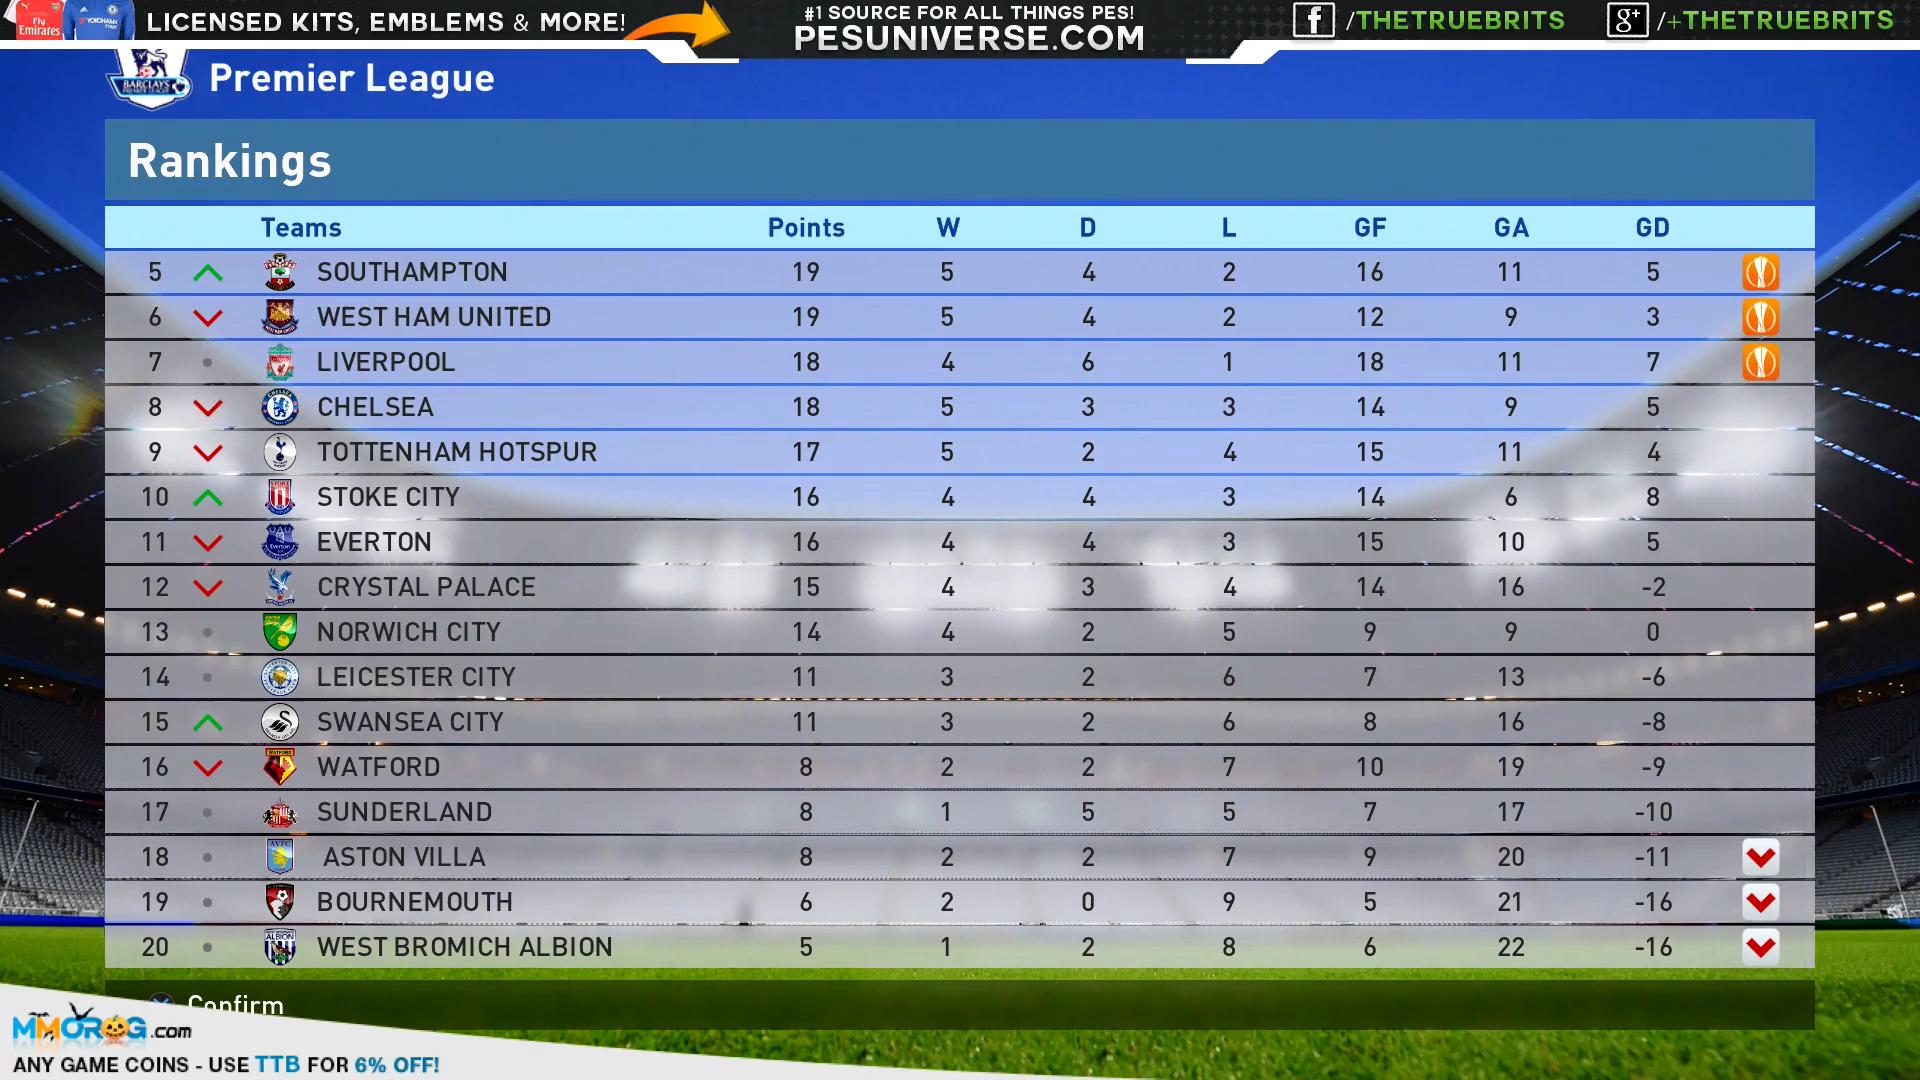 Fly
Emirates
YOKOHAMA
LICENSED KITS, EMBLEMS & MORE!
#1 SOURCE FOR ALL THINGS PES!
PESUNIVERSE.COM
f /THETRUEBRITS
g+ /+THETRUEBRITS
BARCLAYS
PREMIER LEAGUE
Premier League
Rankings
Teams Points W D L GF GA GD
5 SOUTHAMPTON 19 5 4 2 16 11 5
6 WEST HAM UNITED 19 5 4 2 12 9 3
7 LIVERPOOL 18 4 6 1 18 11 7
8 CHELSEA 18 5 3 3 14 9 5
9 TOTTENHAM HOTSPUR 17 5 2 4 15 11 4
10 STOKE CITY 16 4 4 3 14 6 8
11 EVERTON 16 4 4 3 15 10 5
12 CRYSTAL PALACE 15 4 3 4 14 16 -2
13 NORWICH CITY 14 4 2 5 9 9 0
14 LEICESTER CITY 11 3 2 6 7 13 -6
15 SWANSEA CITY 11 3 2 6 8 16 -8
16 WATFORD 8 2 2 7 10 19 -9
17 SUNDERLAND 8 1 5 5 7 17 -10
18 ASTON VILLA 8 2 2 7 9 20 -11
19 BOURNEMOUTH 6 2 0 9 5 21 -16
20 WEST BROMICH ALBION 5 1 2 8 6 22 -16
Confirm
MMOROG.com
ANY GAME COINS - USE TTB FOR 6% OFF!